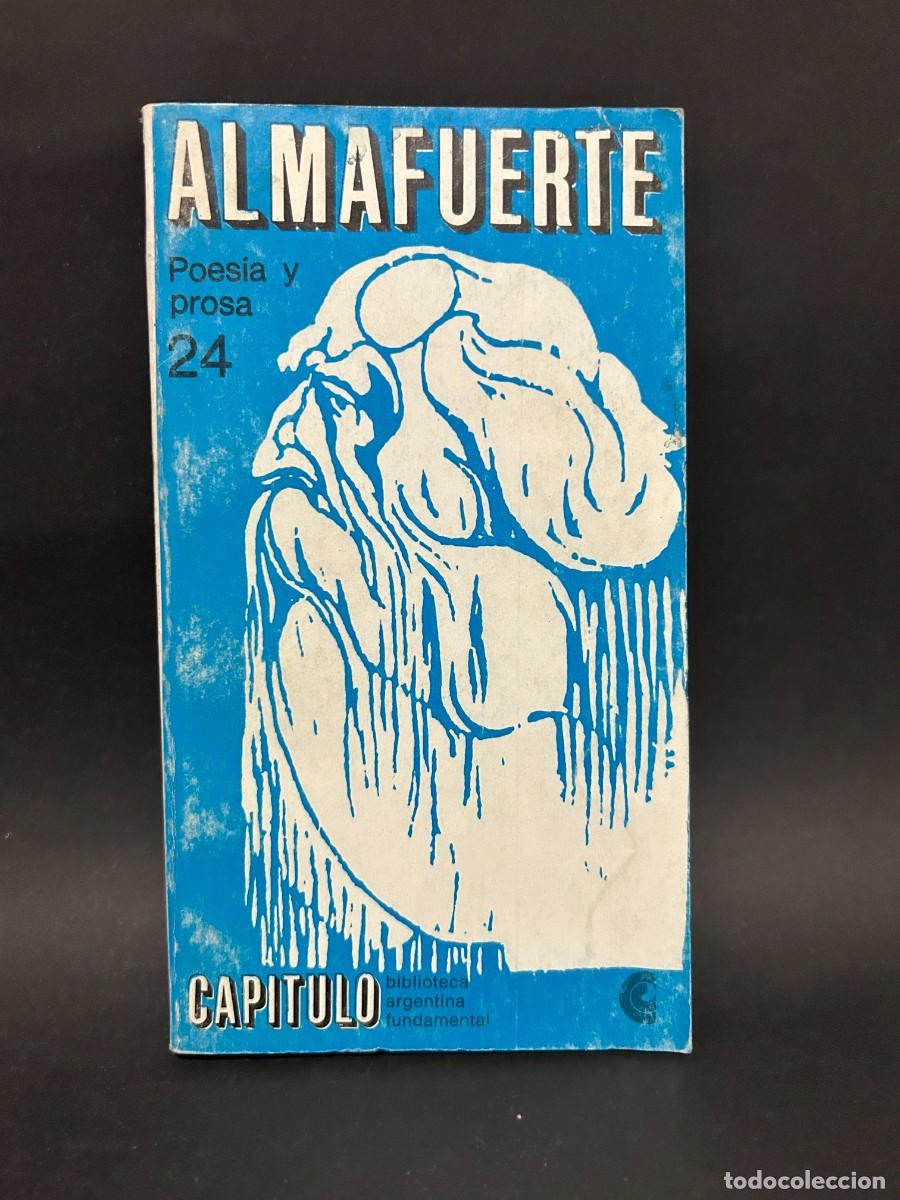 ALMAFUERTE
Poesía y
prosa
24
CAPITULO
biblioteca
argentina
fundamental
todocoleccion